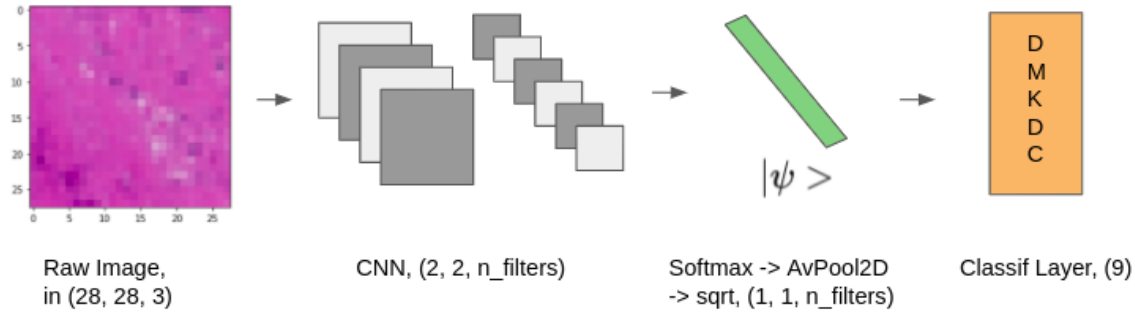 0
5
10
15
20
25
0 5 10 15 20 25
|ψ >
D
M
K
D
C
Raw Image,
in (28, 28, 3)
CNN, (2, 2, n_filters)
Softmax -> AvPool2D
-> sqrt, (1, 1, n_filters)
Classif Layer, (9)